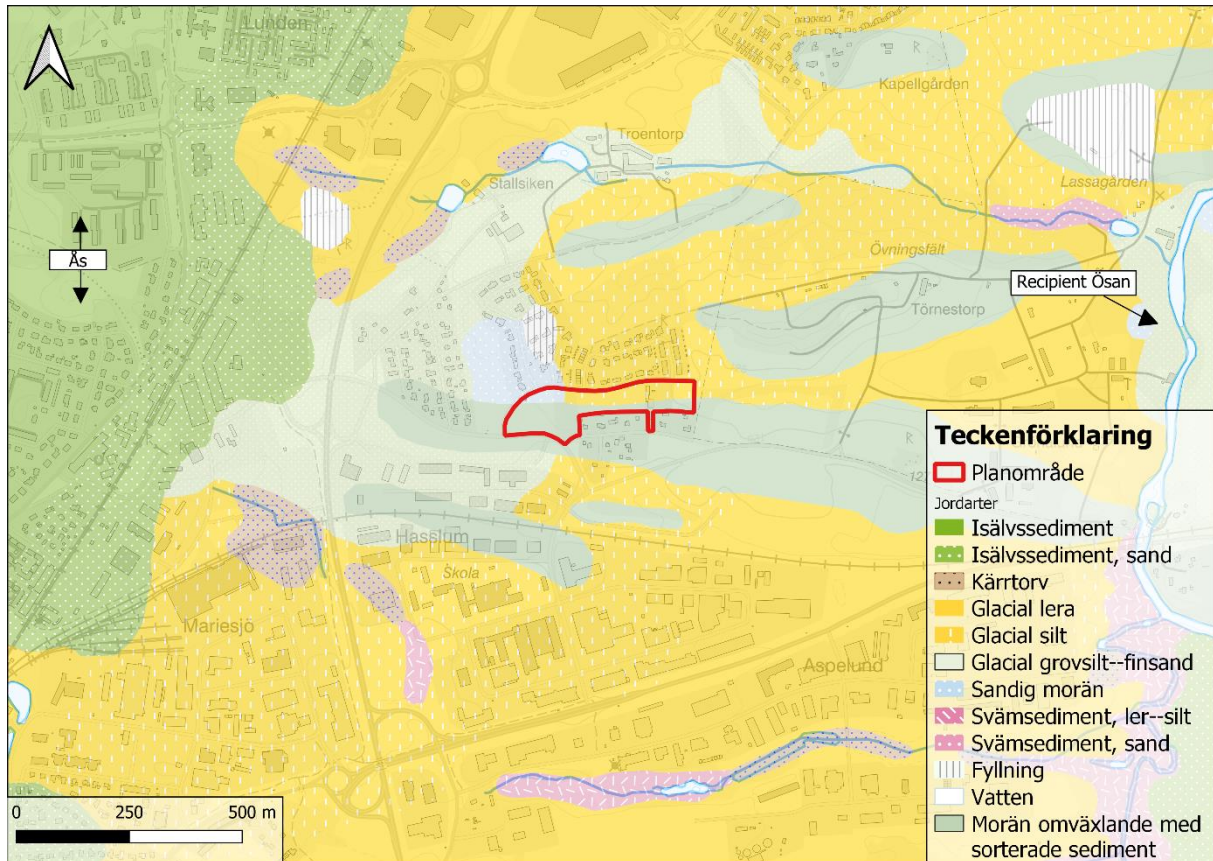 Lunden
Kapellgården
R
Troentorp
Stallsiken
Lassagården
R
Ås
Övningsfält
Recipient Ösan
Törnestorp
R
Hasslum
Skola
Mariesjö
Aspelund
Teckenförklaring
Planområde
Jordarter
Isälvssediment
Isälvssediment, sand
Kärrtorv
Glacial lera
Glacial silt
Glacial grovsilt--finsand
Sandig morän
Svämsediment, ler--silt
Svämsediment, sand
Fyllning
Vatten
Morän omväxlande med
sorterade sediment
0 250 500 m